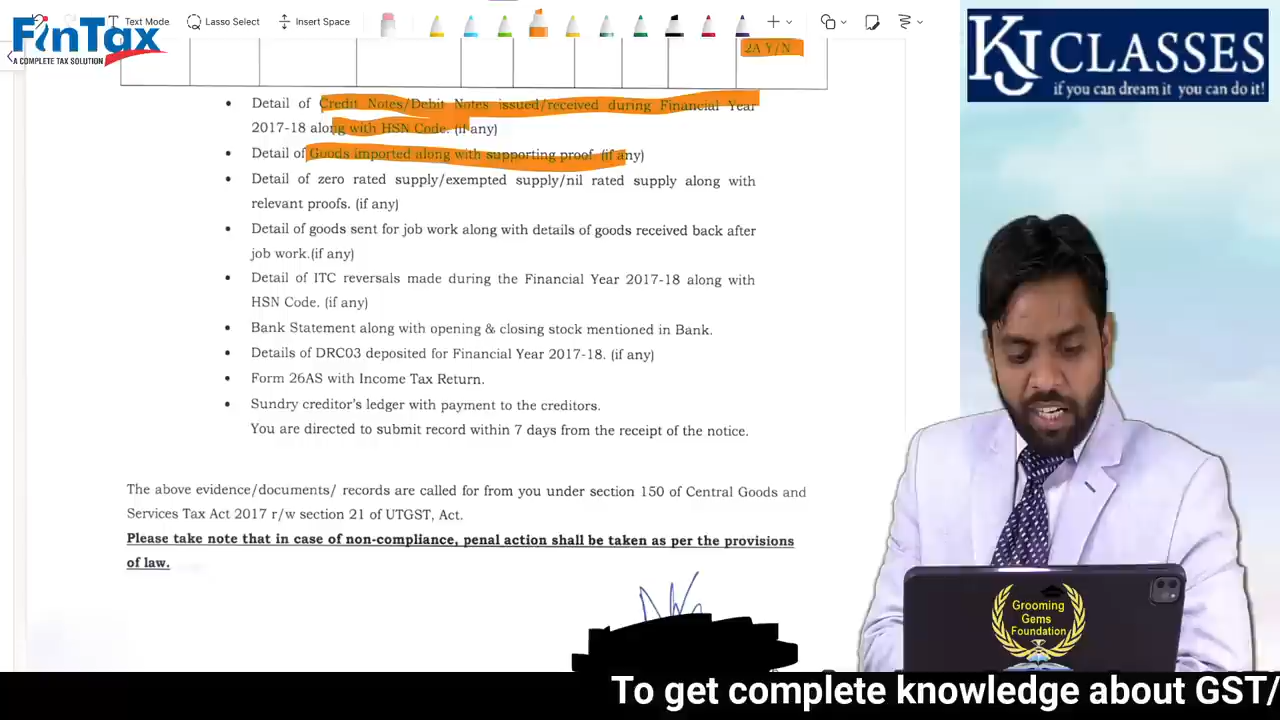 Text Mode
Lasso Select
Insert Space
FinTax
A COMPLETE TAX SOLUTION
KJ CLASSES
if you can dream it you can do it!
2A Y/N
• Detail of Credit Notes/Debit Notes issued/received during Financial Year
2017-18 along with HSN Code. (if any)
• Detail of Goods imported along with supporting proof (if any)
• Detail of zero rated supply/exempted supply/nil rated supply along with
relevant proofs. (if any)
• Detail of goods sent for job work along with details of goods received back after
job work.(if any)
• Detail of ITC reversals made during the Financial Year 2017-18 along with
HSN Code. (if any)
• Bank Statement along with opening & closing stock mentioned in Bank.
• Details of DRC03 deposited for Financial Year 2017-18. (if any)
• Form 26AS with Income Tax Return.
• Sundry creditor's ledger with payment to the creditors.
You are directed to submit record within 7 days from the receipt of the notice.
The above evidence/documents/ records are called for from you under section 150 of Central Goods and
Services Tax Act 2017 r/w section 21 of UTGST, Act.
Please take note that in case of non-compliance, penal action shall be taken as per the provisions
of law.
Grooming
Gems
Foundation
To get complete knowledge about GST/